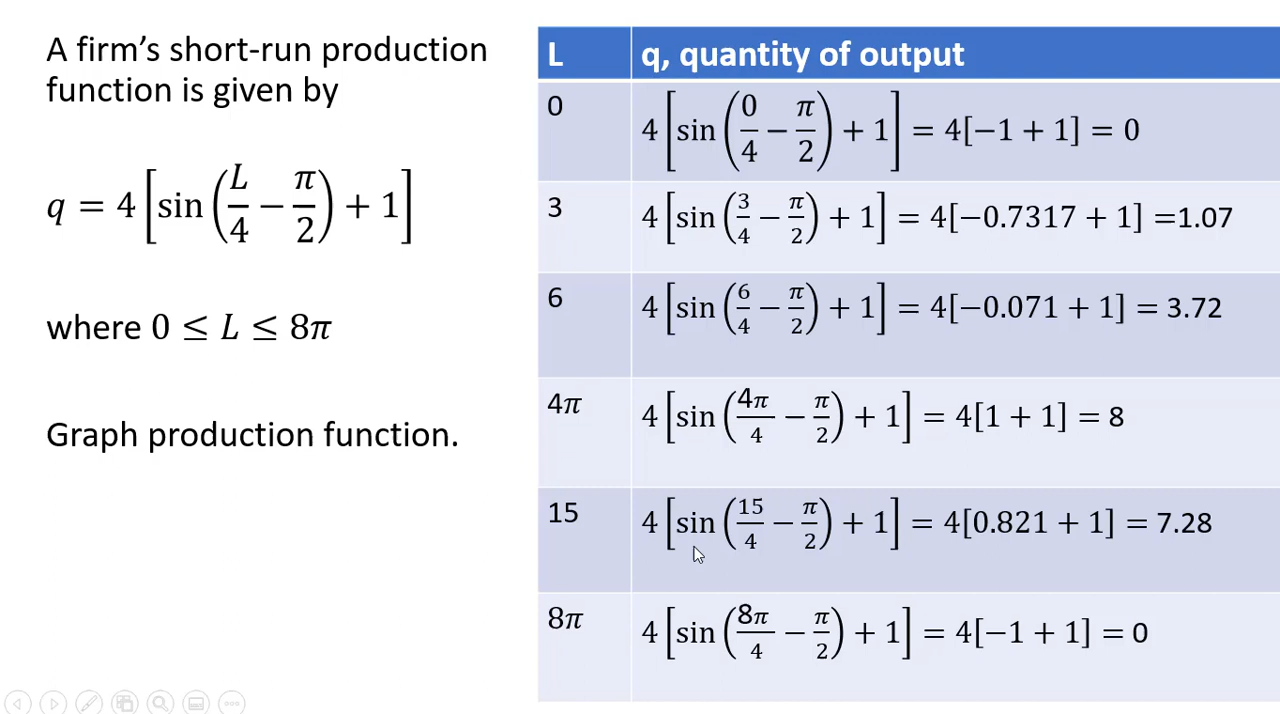 A firm's short-run production
function is given by
q = 4 [sin (L/4 − π/2) + 1]
where 0 ≤ L ≤ 8π
Graph production function.
L q, quantity of output
0 4 [sin (0/4 − π/2) + 1] = 4[−1 + 1] = 0
3 4 [sin (3/4 − π/2) + 1] = 4[−0.7317 + 1] =1.07
6 4 [sin (6/4 − π/2) + 1] = 4[−0.071 + 1] = 3.72
4π 4 [sin (4π/4 − π/2) + 1] = 4[1 + 1] = 8
15 4 [sin (15/4 − π/2) + 1] = 4[0.821 + 1] = 7.28
8π 4 [sin (8π/4 − π/2) + 1] = 4[−1 + 1] = 0